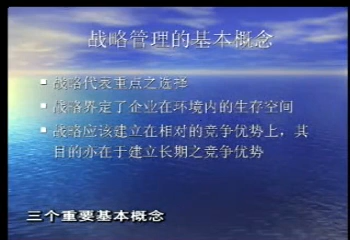 战略管理的基本概念
战略代表重点之选择
战略界定了企业在环境内的生存空间
战略应该建立在相对的竞争优势上，其
目的亦在于建立长期之竞争优势
三个重要基本概念